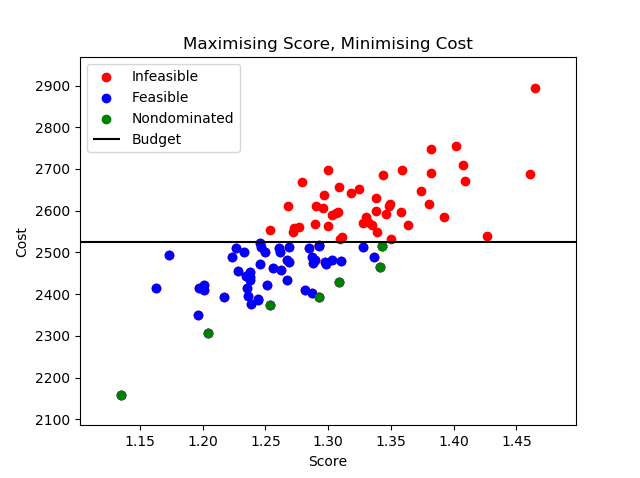 Maximising Score, Minimising Cost
Infeasible
Feasible
Nondominated
Budget
Cost
2900
2800
2700
2600
2500
2400
2300
2200
2100
1.15 1.20 1.25 1.30 1.35 1.40 1.45
Score